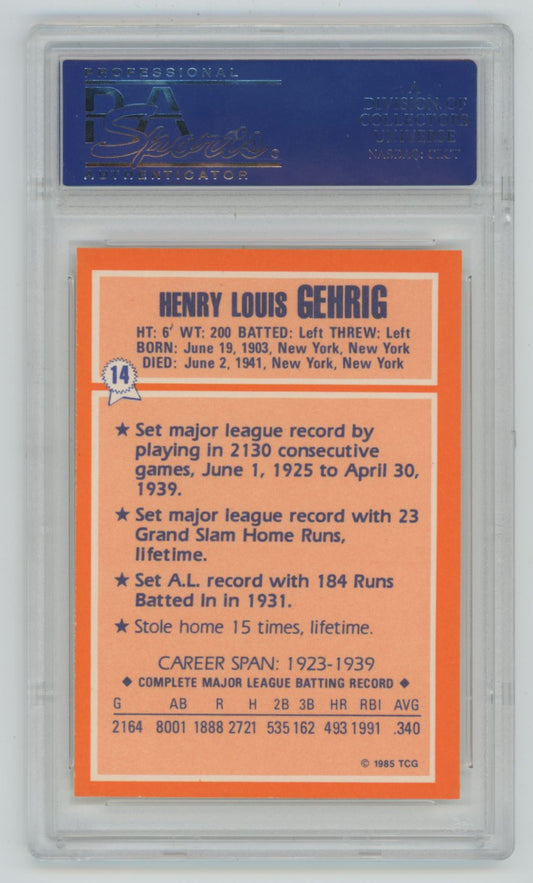 PROFESSIONAL
PSA
Sports
AUTHENTICATOR
DIVISION OF
COLLECTORS
UNIVERSE
NASDAQ: CLCT
HENRY LOUIS GEHRIG
HT: 6' WT: 200 BATTED: Left THREW: Left
BORN: June 19, 1903, New York, New York
DIED: June 2, 1941, New York, New York
14
★ Set major league record by
playing in 2130 consecutive
games, June 1, 1925 to April 30,
1939.
★ Set major league record with 23
Grand Slam Home Runs,
lifetime.
★ Set A.L. record with 184 Runs
Batted In in 1931.
★ Stole home 15 times, lifetime.
CAREER SPAN: 1923-1939
◆ COMPLETE MAJOR LEAGUE BATTING RECORD ◆
G AB R H 2B 3B HR RBI AVG
2164 8001 1888 2721 535 162 493 1991 .340
© 1985 TCG